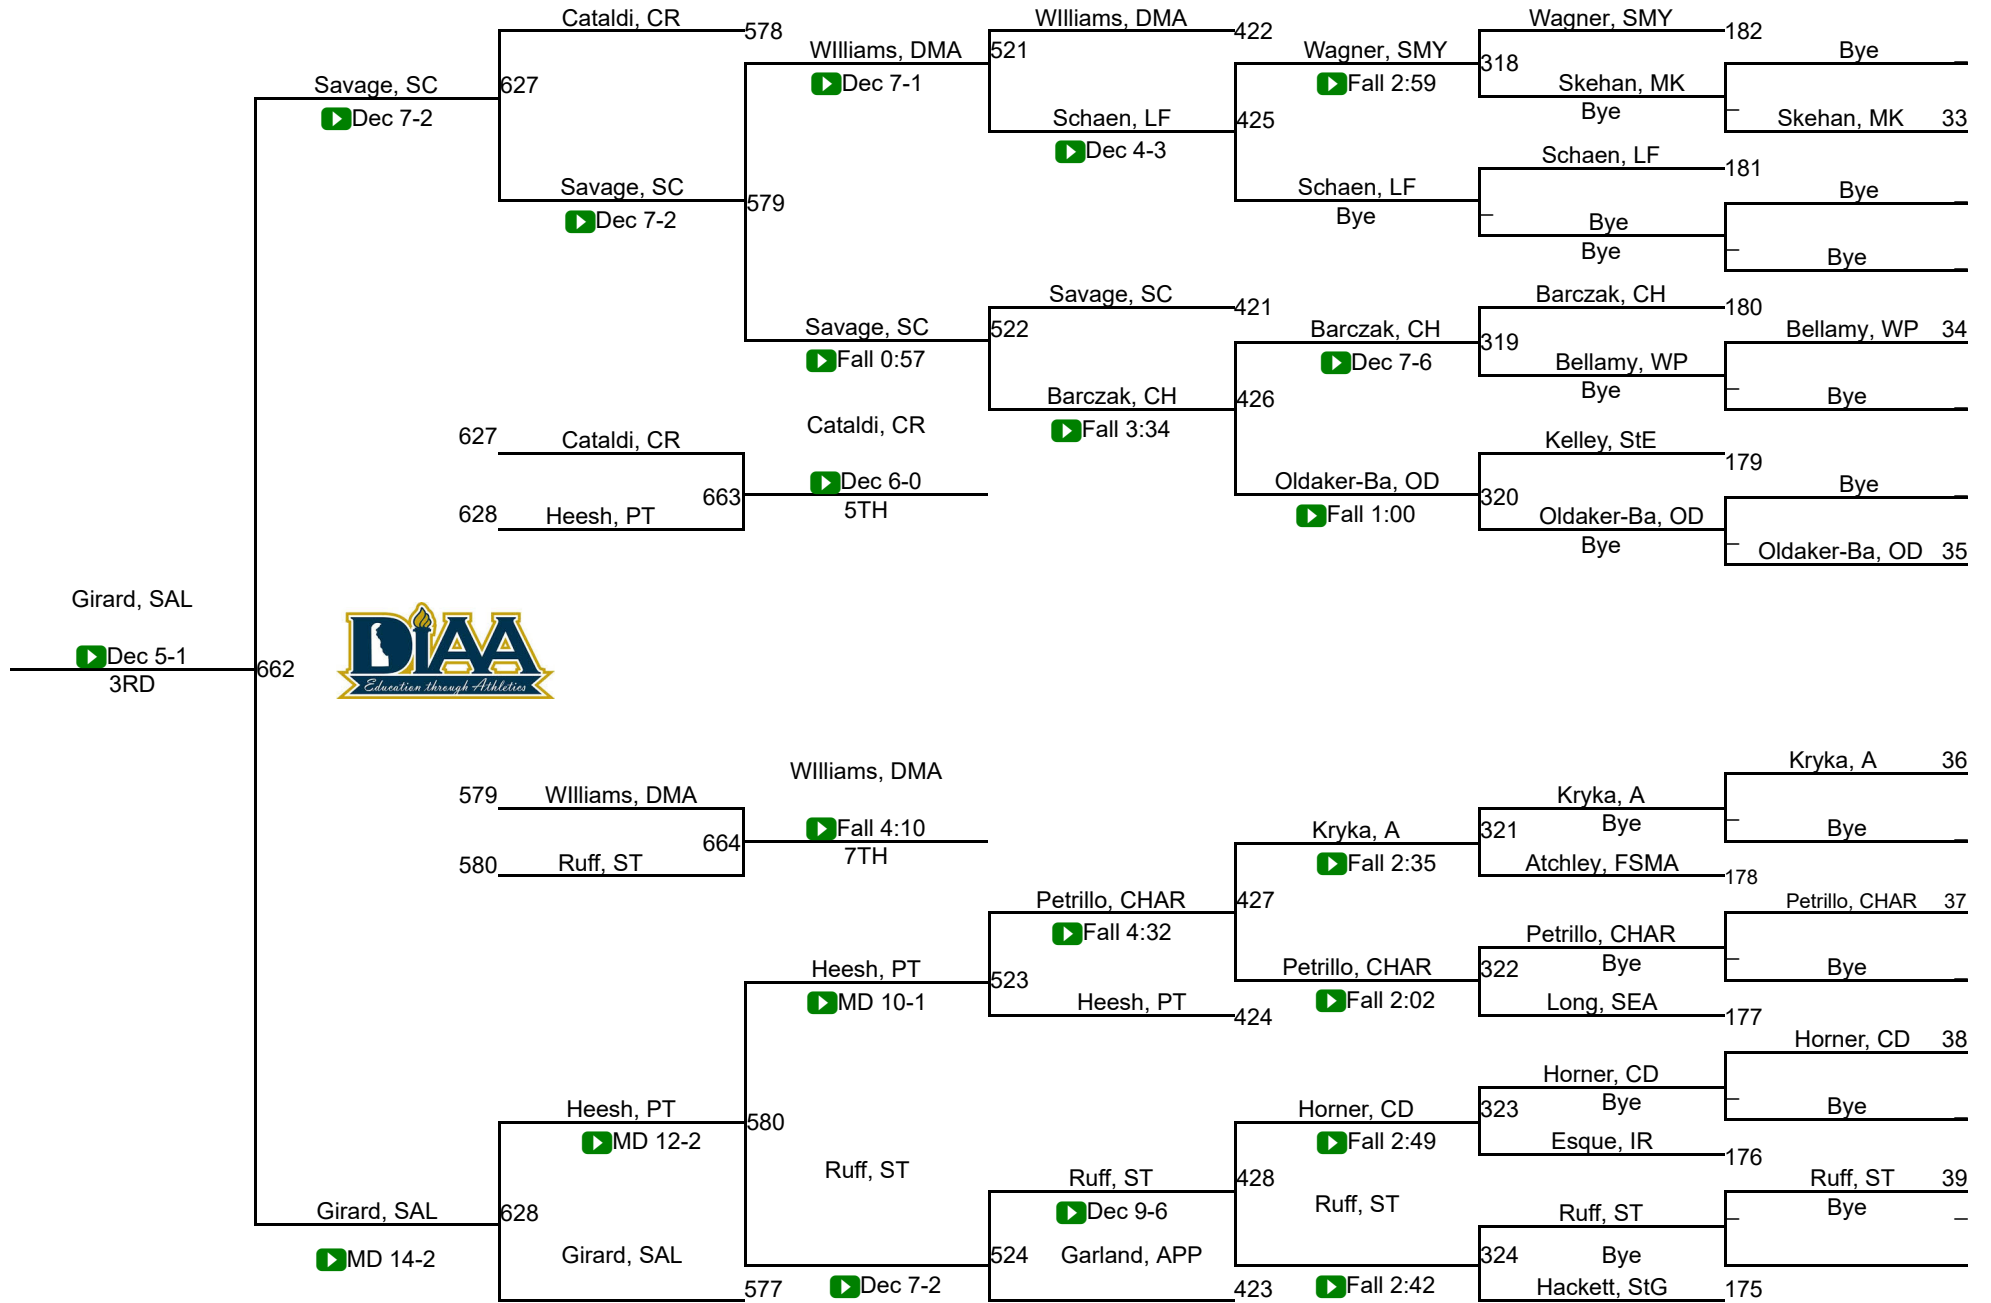 Cataldi, CR
578
WIlliams, DMA
422
Wagner, SMY
182
WIlliams, DMA
521
Wagner, SMY
318
Bye
_
Savage, SC
627
Dec 7-1
Fall 2:59
Skehan, MK
Dec 7-2
Schaen, LF
425
Bye
_
Skehan, MK
33
Dec 4-3
Schaen, LF
181
Savage, SC
579
Schaen, LF
Bye
_
Dec 7-2
Bye
_
Bye
Bye
_
Bye
_
Savage, SC
421
Barczak, CH
180
Savage, SC
522
Barczak, CH
319
Bellamy, WP
34
Fall 0:57
Dec 7-6
Bellamy, WP
Barczak, CH
426
Bye
_
Bye
_
Cataldi, CR
Fall 3:34
627
Cataldi, CR
Kelley, StE
179
Dec 6-0
Oldaker-Ba, OD
320
Bye
_
663
5TH
Fall 1:00
Oldaker-Ba, OD
628
Heesh, PT
Bye
_
Oldaker-Ba, OD
35
Girard, SAL
Dec 5-1
662
3RD
DIAA
Education through Athletics
WIlliams, DMA
Kryka, A
36
579
WIlliams, DMA
Kryka, A
664
Fall 4:10
Kryka, A
321
Bye
_
Bye
_
7TH
Fall 2:35
580
Ruff, ST
Atchley, FSMA
178
Petrillo, CHAR
427
Petrillo, CHAR
37
Fall 4:32
Petrillo, CHAR
Heesh, PT
523
Petrillo, CHAR
322
Bye
_
Bye
_
MD 10-1
Heesh, PT
424
Fall 2:02
Long, SEA
177
Horner, CD
38
Horner, CD
Heesh, PT
580
Horner, CD
323
Bye
_
Bye
_
MD 12-2
Fall 2:49
Esque, IR
176
Ruff, ST
Ruff, ST
428
Ruff, ST
39
Girard, SAL
628
Dec 9-6
Ruff, ST
Ruff, ST
_
Bye
_
MD 14-2
Girard, SAL
524
Garland, APP
324
Bye
577
Dec 7-2
423
Fall 2:42
Hackett, StG
175